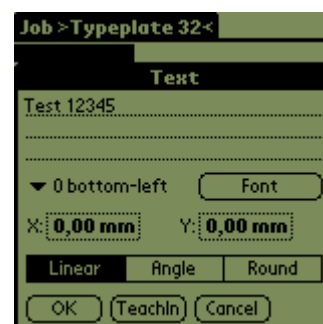 Job >Typeplate 32<
Text
Test 12345
0 bottom-left Font
X: 0,00 mm Y: 0,00 mm
Linear Angle Round
OK TeachIn Cancel